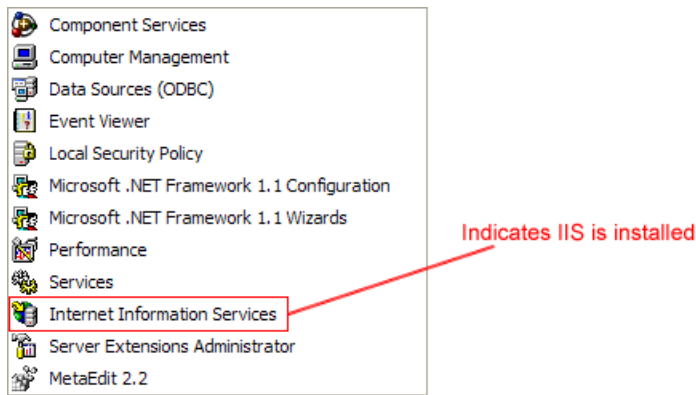 Component Services
Computer Management
Data Sources (ODBC)
Event Viewer
Local Security Policy
Microsoft .NET Framework 1.1 Configuration
Microsoft .NET Framework 1.1 Wizards
Performance
Indicates IIS is installed
Services
Internet Information Services
Server Extensions Administrator
MetaEdit 2.2